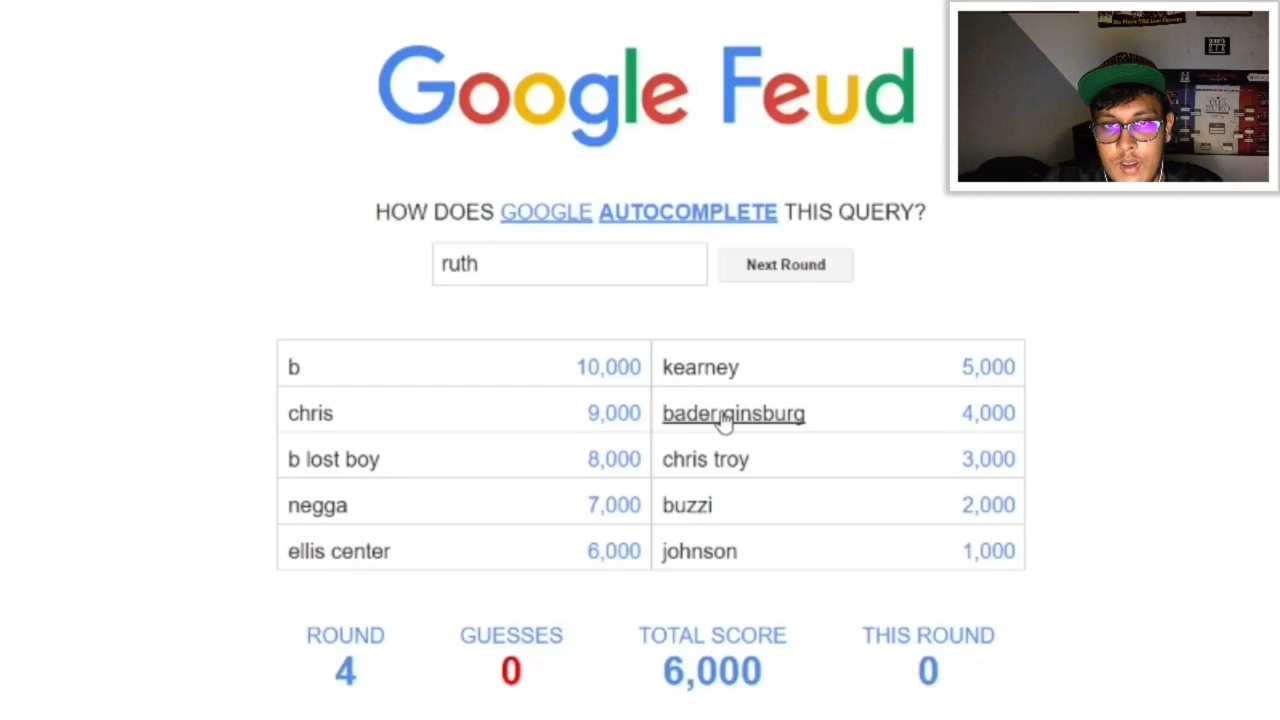 Google Feud
HOW DOES GOOGLE AUTOCOMPLETE THIS QUERY?
ruth
Next Round
b 10,000 kearney 5,000
chris 9,000 bader ginsburg 4,000
b lost boy 8,000 chris troy 3,000
negga 7,000 buzzi 2,000
ellis center 6,000 johnson 1,000
ROUND GUESSES TOTAL SCORE THIS ROUND
4 0 6,000 0